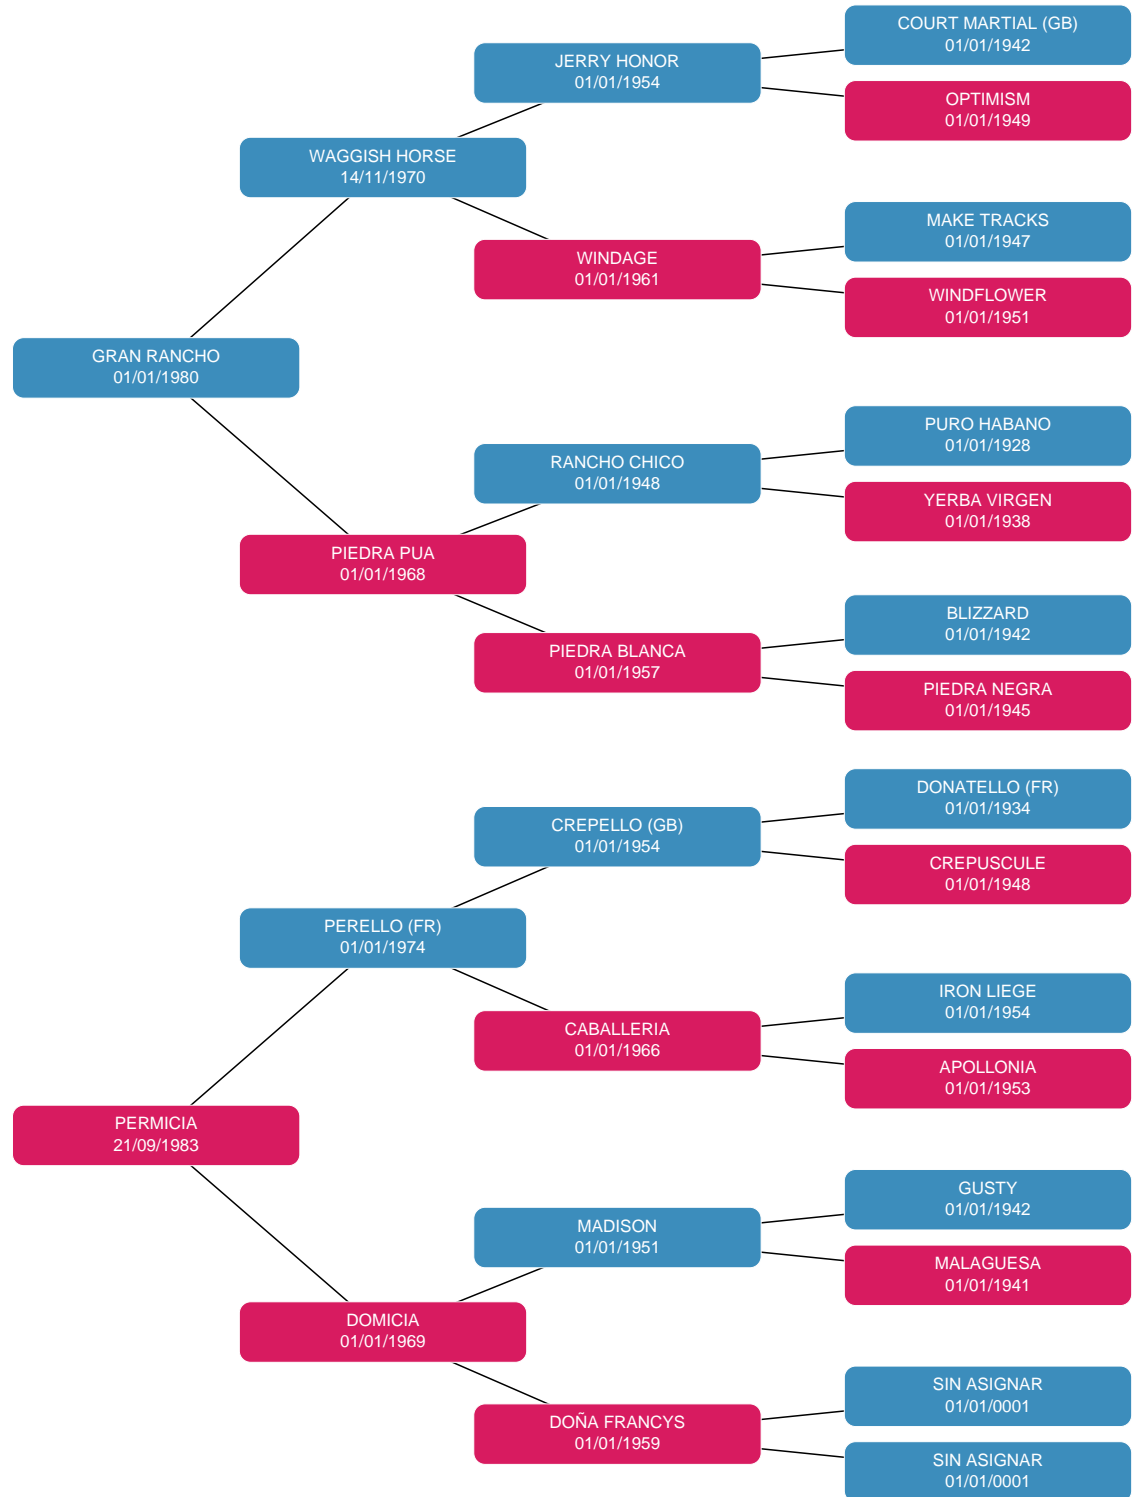 COURT MARTIAL (GB)
01/01/1942
JERRY HONOR
01/01/1954
OPTIMISM
01/01/1949
WAGGISH HORSE
14/11/1970
MAKE TRACKS
01/01/1947
WINDAGE
01/01/1961
WINDFLOWER
01/01/1951
GRAN RANCHO
01/01/1980
PURO HABANO
01/01/1928
RANCHO CHICO
01/01/1948
YERBA VIRGEN
01/01/1938
PIEDRA PUA
01/01/1968
BLIZZARD
01/01/1942
PIEDRA BLANCA
01/01/1957
PIEDRA NEGRA
01/01/1945
DONATELLO (FR)
01/01/1934
CREPELLO (GB)
01/01/1954
CREPUSCULE
01/01/1948
PERELLO (FR)
01/01/1974
IRON LIEGE
01/01/1954
CABALLERIA
01/01/1966
APOLLONIA
01/01/1953
PERMICIA
21/09/1983
GUSTY
01/01/1942
MADISON
01/01/1951
MALAGUESA
01/01/1941
DOMICIA
01/01/1969
SIN ASIGNAR
01/01/0001
DOÑA FRANCYS
01/01/1959
SIN ASIGNAR
01/01/0001